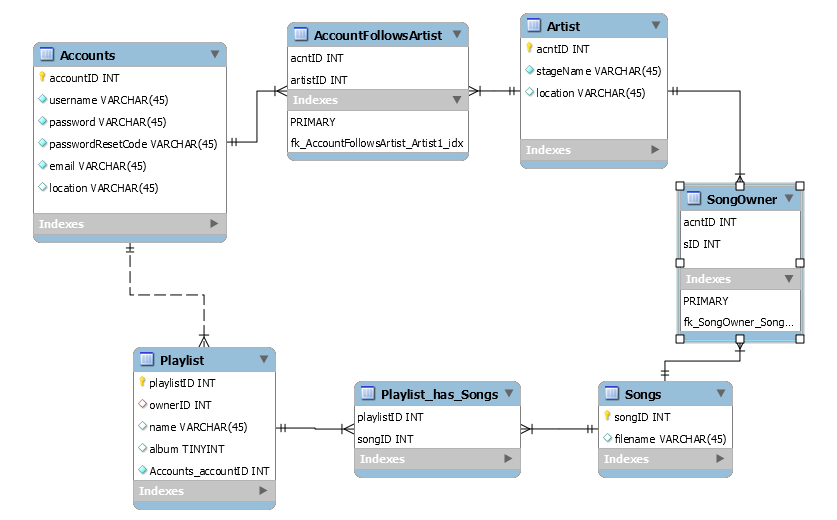 Accounts
accountID INT
username VARCHAR(45)
password VARCHAR(45)
passwordResetCode VARCHAR(45)
email VARCHAR(45)
location VARCHAR(45)
Indexes
AccountFollowsArtist
acntID INT
artistID INT
Indexes
PRIMARY
fk_AccountFollowsArtist_Artist1_idx
Artist
acntID INT
stageName VARCHAR(45)
location VARCHAR(45)
Indexes
SongOwner
acntID INT
sID INT
Indexes
PRIMARY
fk_SongOwner_Song...
Playlist
playlistID INT
ownerID INT
name VARCHAR(45)
album TINYINT
Accounts_accountID INT
Indexes
Playlist_has_Songs
playlistID INT
songID INT
Indexes
Songs
songID INT
filename VARCHAR(45)
Indexes